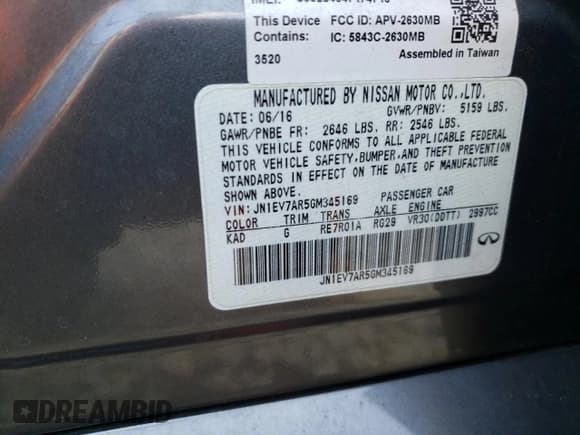 This Device FCC ID: APV-2630MB
Contains: IC: 5843C-2630MB
3520 Assembled in Taiwan
MANUFACTURED BY NISSAN MOTOR CO.,LTD.
DATE: 06/16 GVWR/PNBV: 5159 LBS.
GAWR/PNBE FR: 2646 LBS. RR: 2546 LBS.
THIS VEHICLE CONFORMS TO ALL APPLICABLE FEDERAL
MOTOR VEHICLE SAFETY,BUMPER,AND THEFT PREVENTION
STANDARDS IN EFFECT ON THE DATE OF MANUFACTURE
SHOWN ABOVE.
VIN: JN1EV7AR5GM345169 PASSENGER CAR
COLOR TRIM TRANS AXLE ENGINE
KAD G RE7R01A RG29 VR30(DDTT) 2997CC
JN1EV7AR5GM345169
INFINITI
DREAMBID